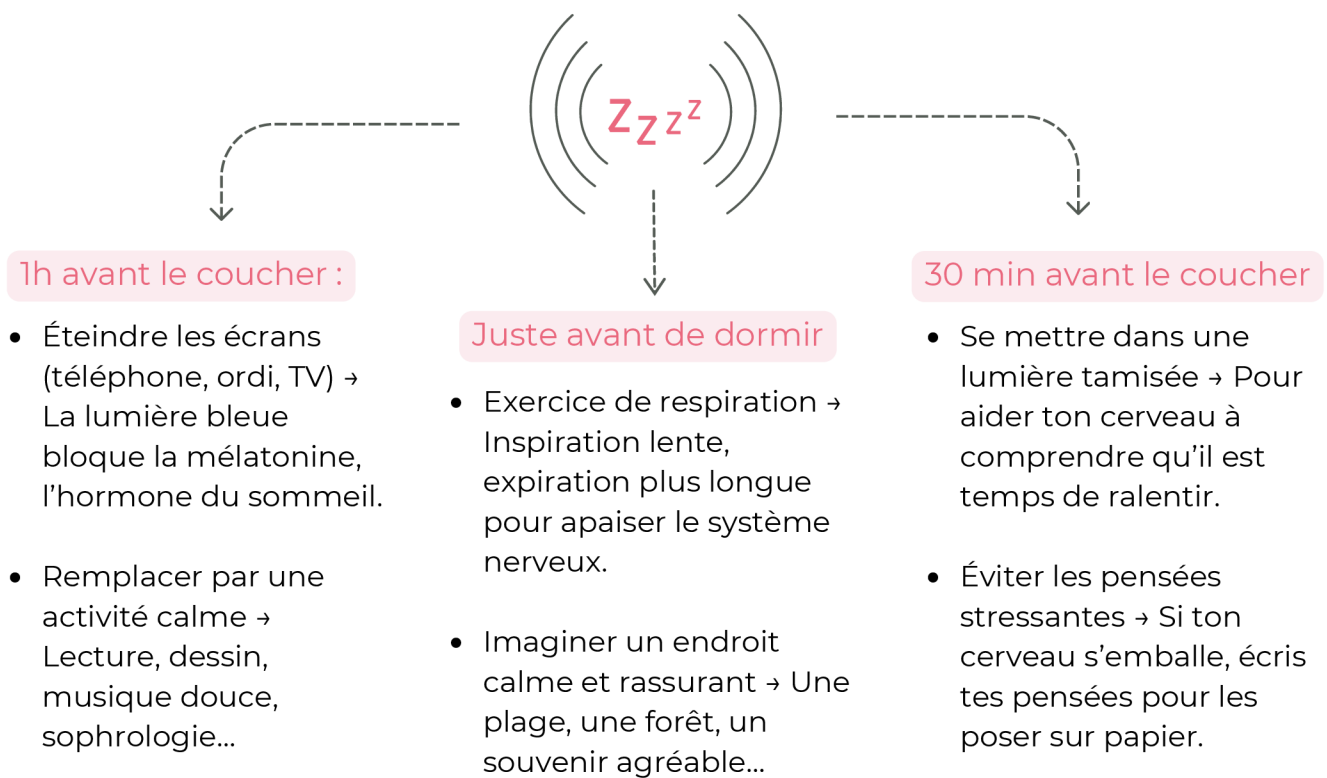 Z Z Z Z
1h avant le coucher :
• Éteindre les écrans
(téléphone, ordi, TV) →
La lumière bleue
bloque la mélatonine,
l'hormone du sommeil.
• Remplacer par une
activité calme →
Lecture, dessin,
musique douce,
sophrologie...
Juste avant de dormir
• Exercice de respiration →
Inspiration lente,
expiration plus longue
pour apaiser le système
nerveux.
• Imaginer un endroit
calme et rassurant → Une
plage, une forêt, un
souvenir agréable...
30 min avant le coucher
• Se mettre dans une
lumière tamisée → Pour
aider ton cerveau à
comprendre qu'il est
temps de ralentir.
• Éviter les pensées
stressantes → Si ton
cerveau s'emballe, écris
tes pensées pour les
poser sur papier.